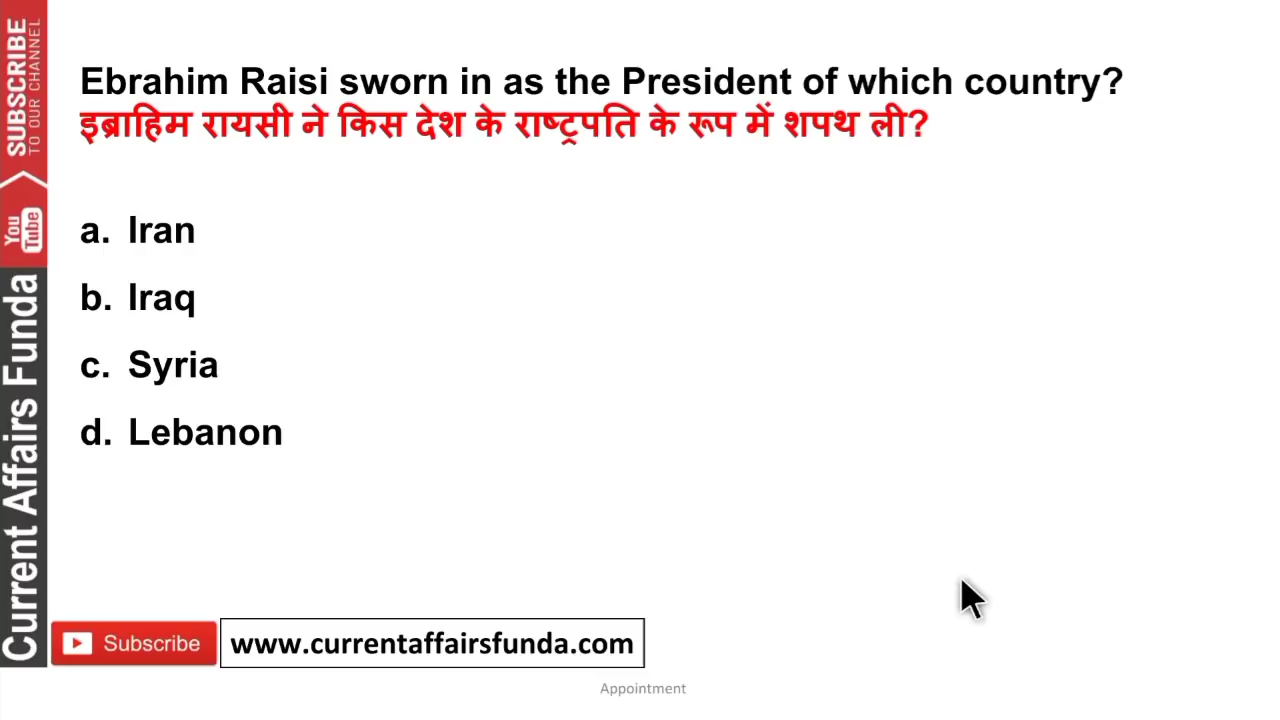 Ebrahim Raisi sworn in as the President of which country?
इब्राहिम रायसी ने किस देश के राष्ट्रपति के रूप में शपथ ली?
a. Iran
b. Iraq
c. Syria
d. Lebanon
SUBSCRIBE
TO OUR CHANNEL
You
Tube
Current Affairs Funda
Subscribe
www.currentaffairsfunda.com
Appointment